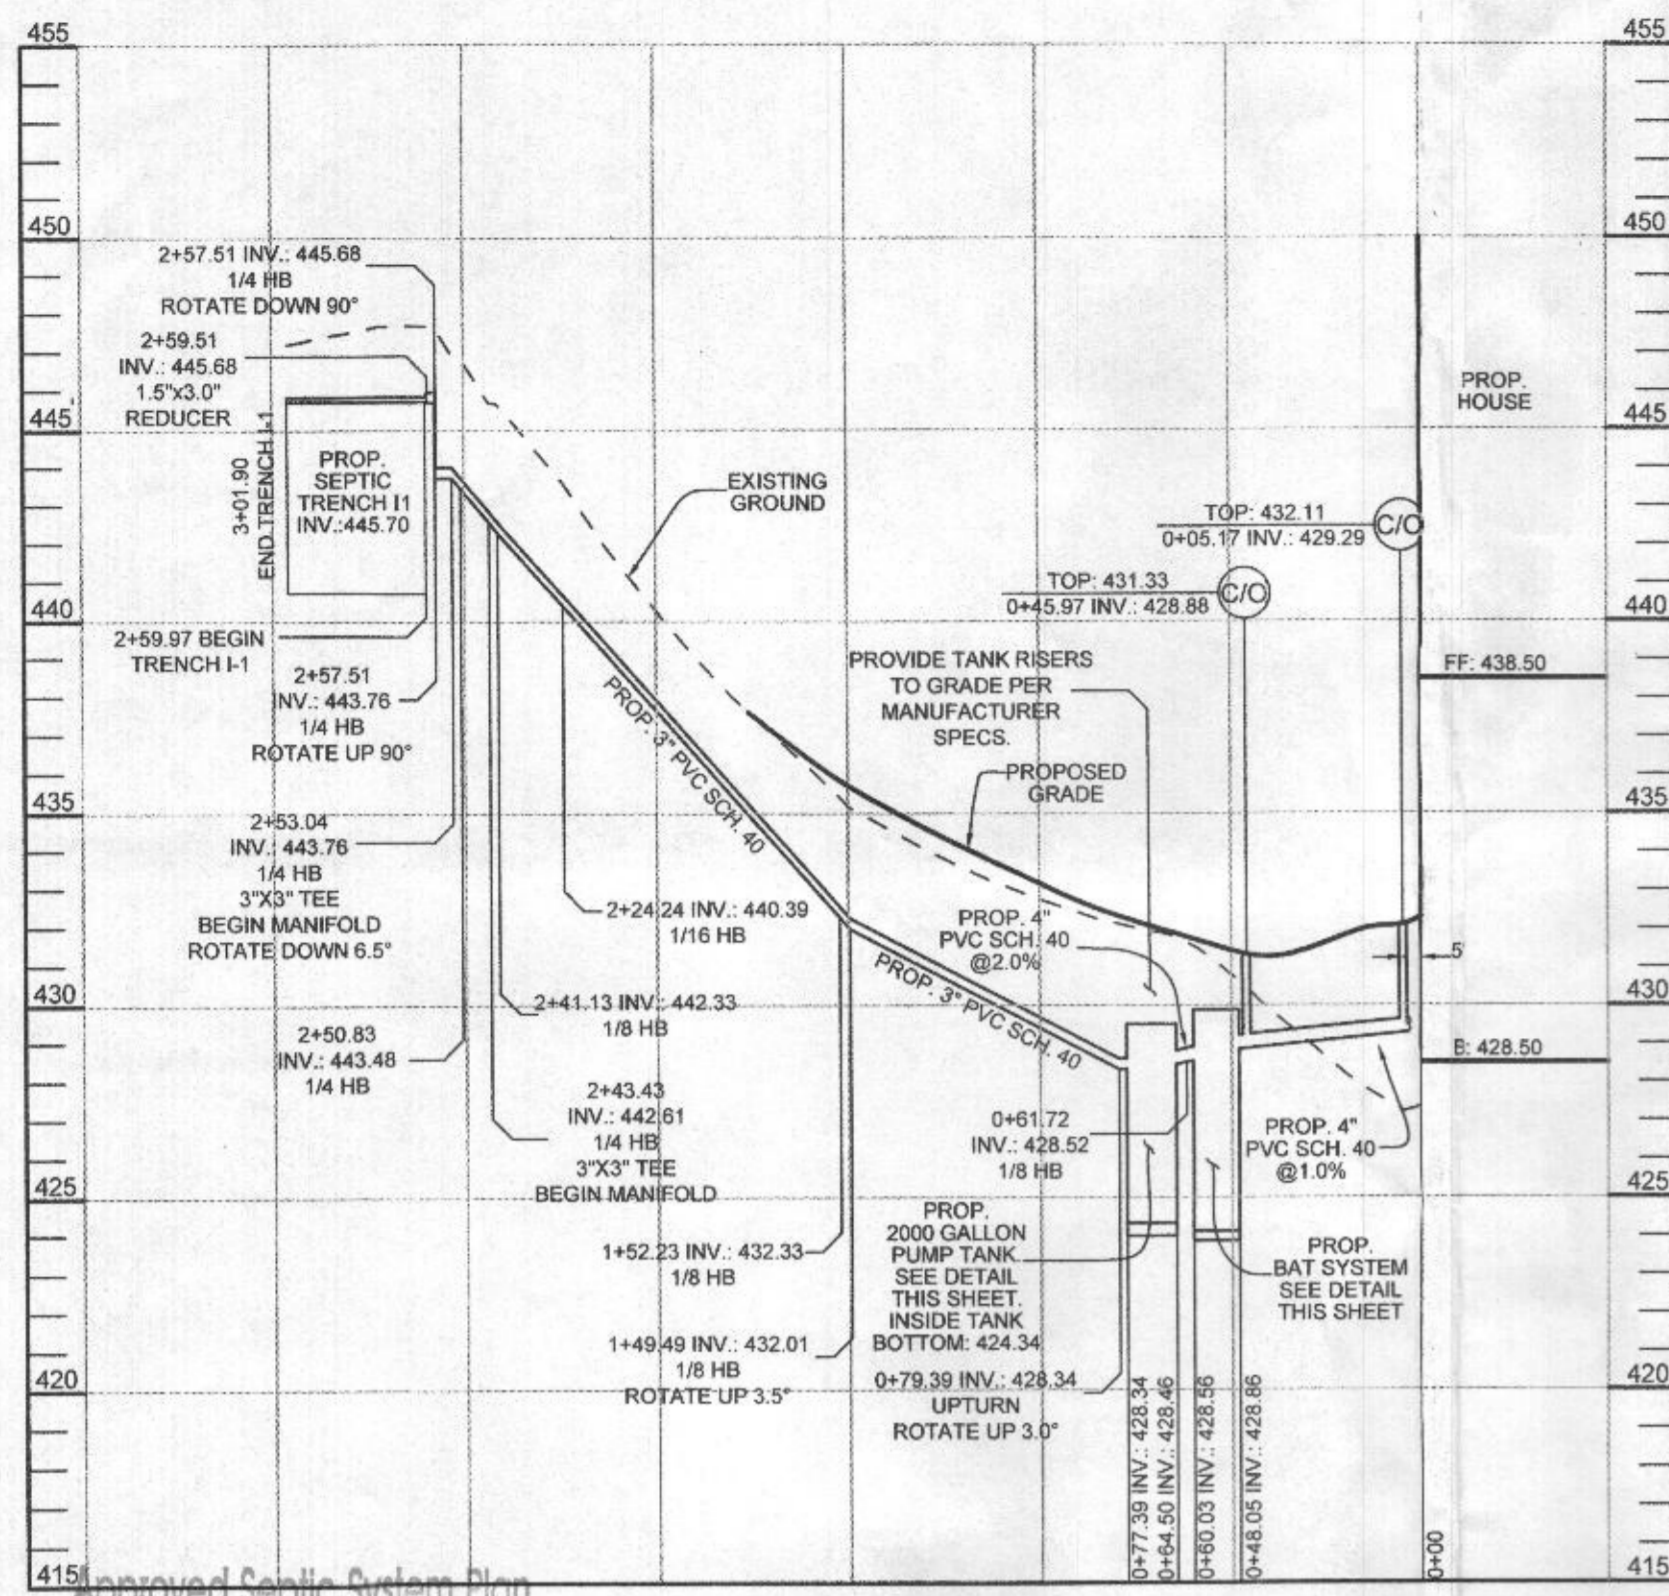 455
455
450
450
2+57.51 INV.: 445.68
1/4 HB
ROTATE DOWN 90°
2+59.51
INV.: 445.68
1.5"x3.0"
REDUCER
445
445
PROP.
HOUSE
3+01.90
END TRENCH I-1
PROP.
SEPTIC
TRENCH I1
INV.:445.70
EXISTING
GROUND
TOP: 432.11
0+05.17 INV.: 429.29
C/O
TOP: 431.33
0+45.97 INV.: 428.88
C/O
440
440
2+59.97 BEGIN
TRENCH I-1
2+57.51
INV.: 443.76
1/4 HB
ROTATE UP 90°
PROP. 3" PVC SCH. 40
PROVIDE TANK RISERS
TO GRADE PER
MANUFACTURER
SPECS.
FF: 438.50
PROPOSED
GRADE
435
435
2+53.04
INV.: 443.76
1/4 HB
3"X3" TEE
BEGIN MANIFOLD
ROTATE DOWN 6.5°
2+24.24 INV.: 440.39
1/16 HB
PROP. 4"
PVC SCH. 40
@2.0%
5'
430
430
2+41.13 INV.: 442.33
1/8 HB
PROP. 3" PVC SCH. 40
2+50.83
INV.: 443.48
1/4 HB
B: 428.50
2+43.43
INV.: 442.61
1/4 HB
3"X3" TEE
BEGIN MANIFOLD
0+61.72
INV.: 428.52
1/8 HB
PROP. 4"
PVC SCH. 40
@1.0%
425
425
1+52.23 INV.: 432.33
1/8 HB
PROP.
2000 GALLON
PUMP TANK
SEE DETAIL
THIS SHEET.
INSIDE TANK
BOTTOM: 424.34
PROP.
BAT SYSTEM
SEE DETAIL
THIS SHEET
1+49.49 INV.: 432.01
1/8 HB
ROTATE UP 3.5°
420
420
0+79.39 INV.: 428.34
UPTURN
ROTATE UP 3.0°
0+77.39 INV.: 428.34
0+64.50 INV.: 428.46
0+60.03 INV.: 428.56
0+48.05 INV.: 428.86
0+00
415
415
Approved Septic System Plan